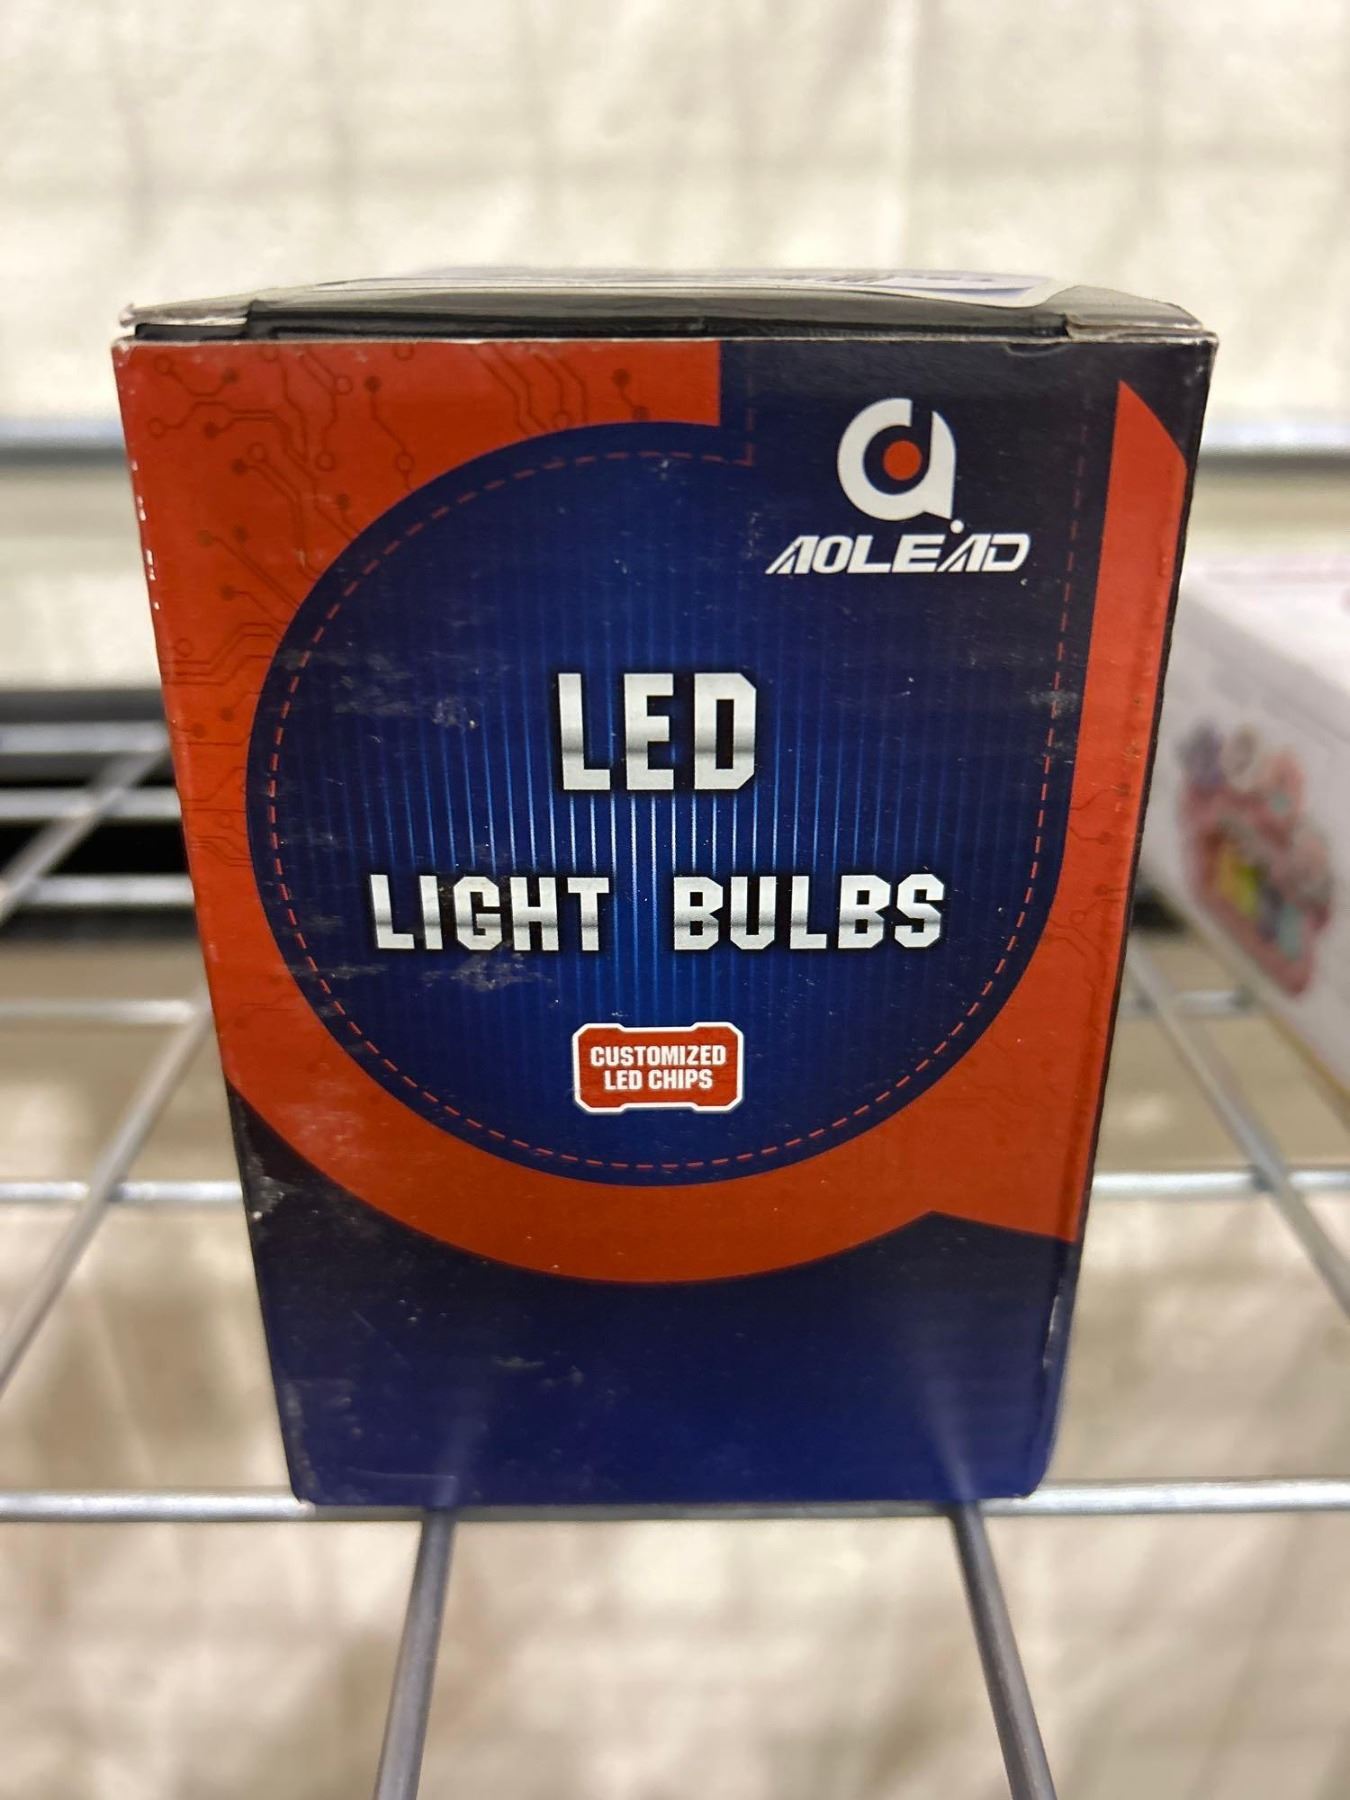 AOLEAD
LED
LIGHT BULBS
CUSTOMIZED
LED CHIPS